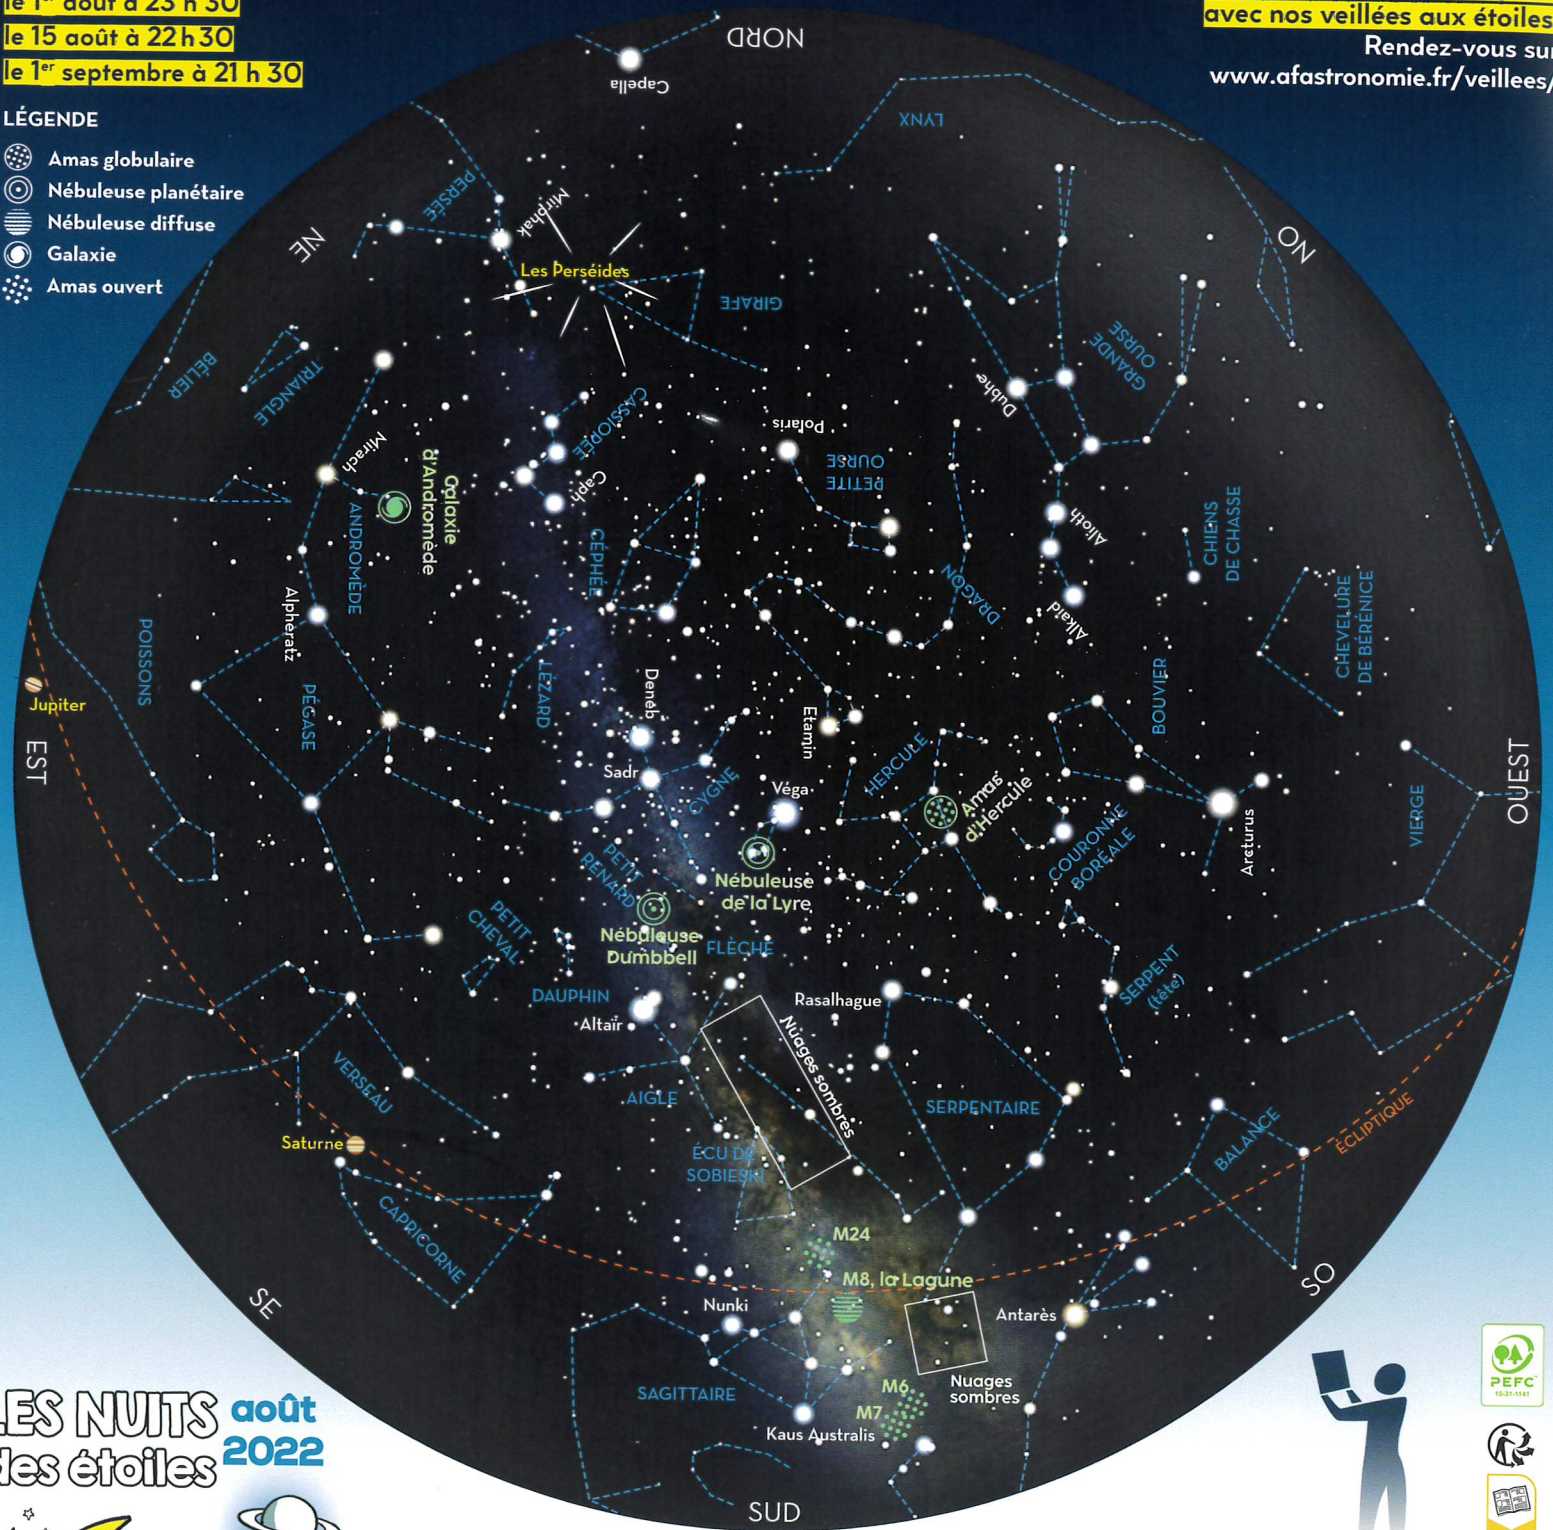 le 1er août à 23 h 30
le 15 août à 22 h 30
le 1er septembre à 21 h 30
avec nos veillées aux étoiles
Rendez-vous sur
www.afastronomie.fr/veillees/
LÉGENDE
Amas globulaire
Nébuleuse planétaire
Nébuleuse diffuse
Galaxie
Amas ouvert
NORD
Capella
LYNX
PERSÉE
Mirphak
NE
NO
Les Perséides
GIRAFE
GRANDE
OURSE
BÉLIER
TRIANGLE
Dubhe
CASSIOPÉE
Polaris
Mirach
PETITE
OURSE
Galaxie
d'Andromède
Caph
ANDROMÈDE
Alioth
CHIENS
DE CHASSE
CÉPHÉE
DRAGON
Alkaid
CHEVELURE
DE BÉRÉNICE
Alpheratz
POISSONS
LÉZARD
Deneb
BOUVIER
Jupiter
PÉGASE
Etamin
EST
OUEST
HERCULE
Sadr
CYGNE
Véga
Amas
d'Hercule
VIERGE
COURONNE
BORÉALE
Arcturus
PETIT
RENARD
Nébuleuse
de la Lyre
PETIT
CHEVAL
Nébuleuse
Dumbbell
FLÈCHE
DAUPHIN
Rasalhague
SERPENT
(tête)
Altaïr
Nuages sombres
VERSEAU
AIGLE
SERPENTAIRE
ÉCLIPTIQUE
Saturne
ÉCU DE
SOBIESKI
BALANCE
CAPRICORNE
M24
M8, la Lagune
SE
SO
Nunki
Antarès
SAGITTAIRE
M6
Nuages
sombres
M7
Kaus Australis
SUD
LES NUITS
des étoiles
août
2022
PEFC
10-31-1141